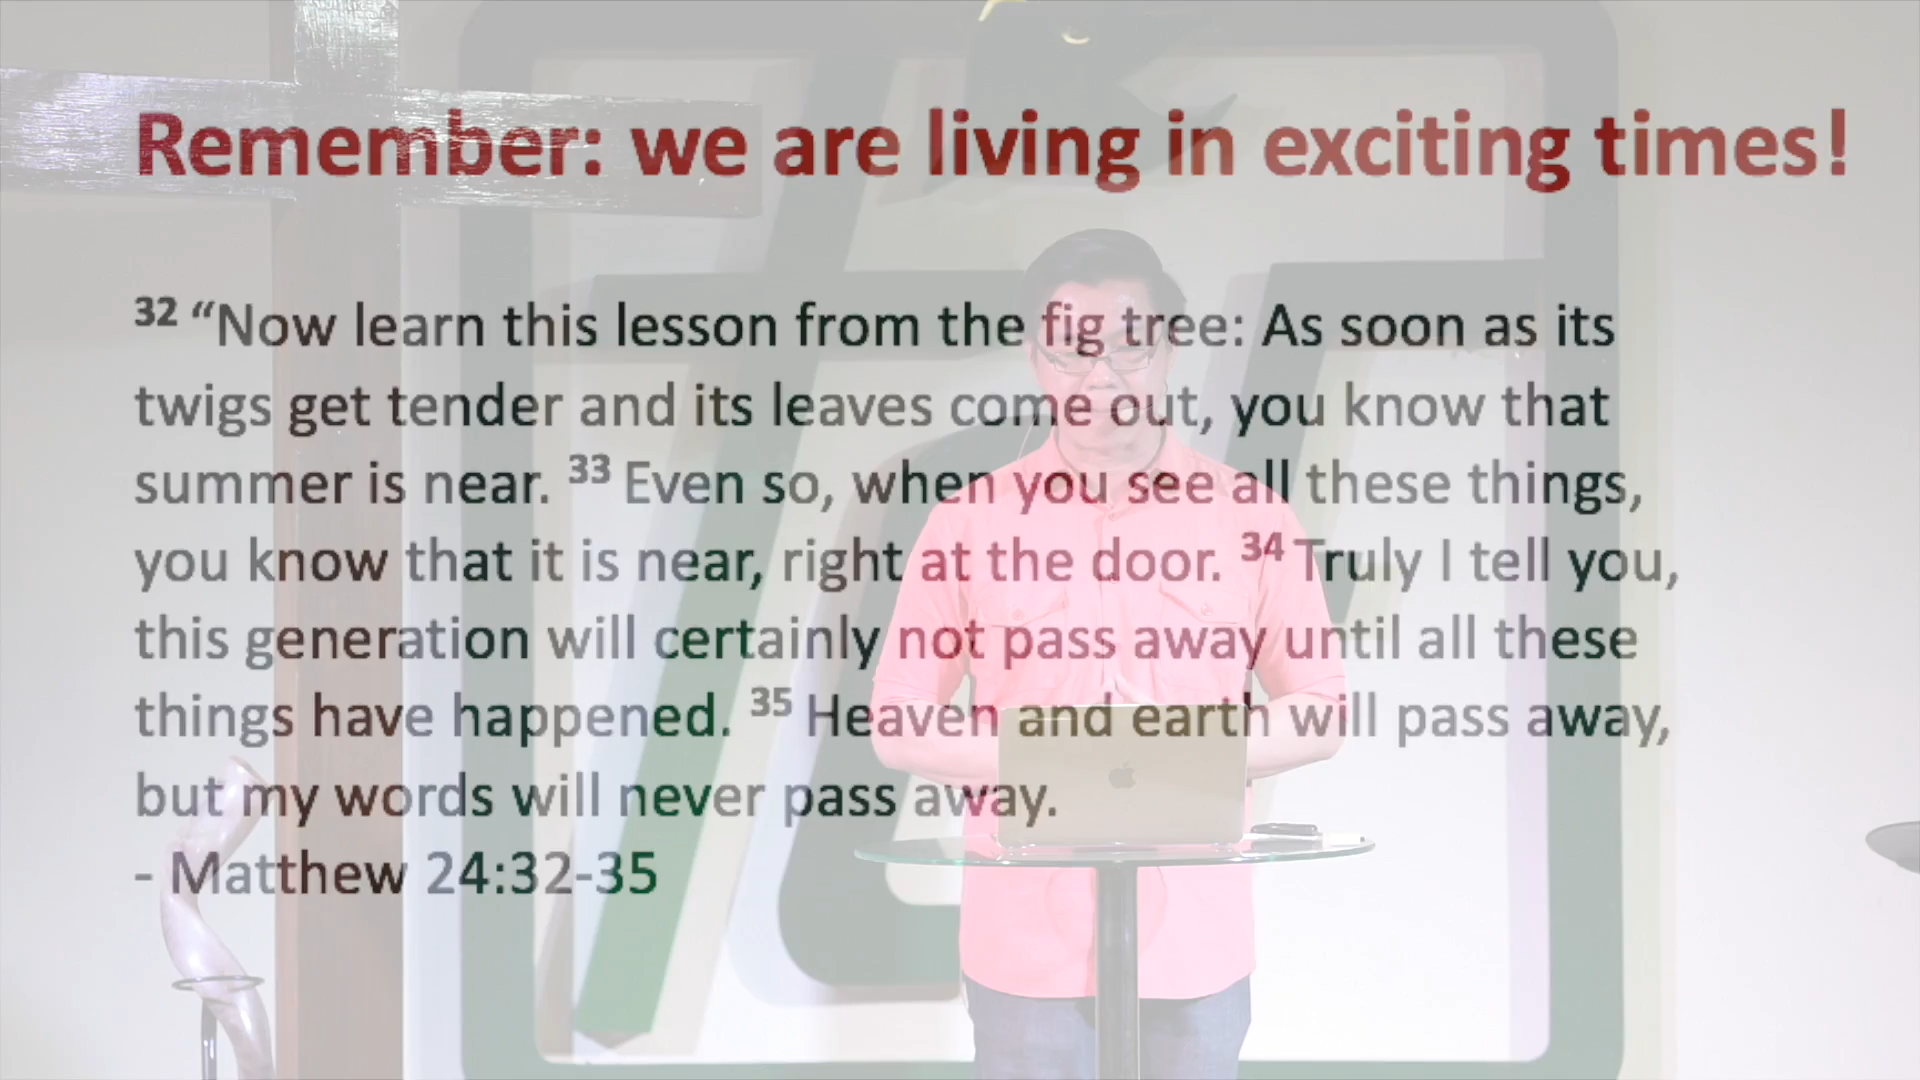 Remember: we are living in exciting times!
32 “Now learn this lesson from the fig tree: As soon as its
twigs get tender and its leaves come out, you know that
summer is near. 33 Even so, when you see all these things,
you know that it is near, right at the door. 34 Truly I tell you,
this generation will certainly not pass away until all these
things have happened. 35 Heaven and earth will pass away,
but my words will never pass away.
- Matthew 24:32-35